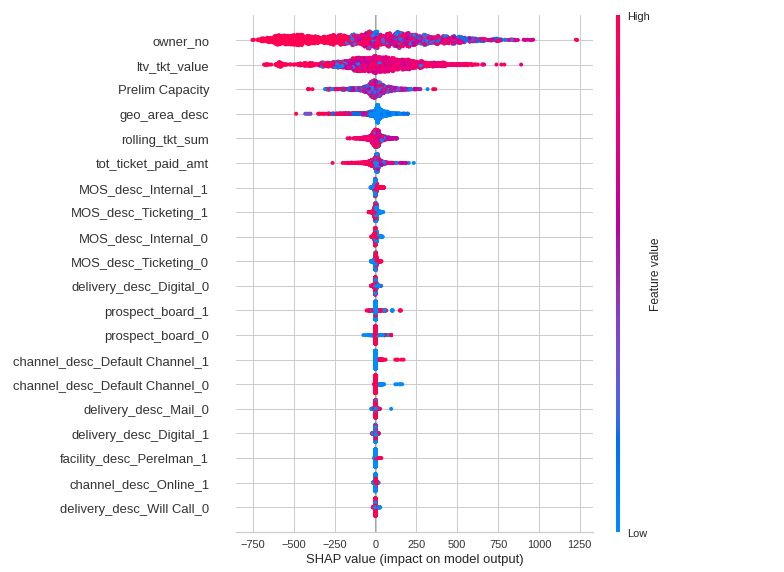 High
owner_no
ltv_tkt_value
Prelim Capacity
geo_area_desc
rolling_tkt_sum
tot_ticket_paid_amt
MOS_desc_Internal_1
MOS_desc_Ticketing_1
MOS_desc_Internal_0
MOS_desc_Ticketing_0
delivery_desc_Digital_0
prospect_board_1
prospect_board_0
channel_desc_Default Channel_1
channel_desc_Default Channel_0
delivery_desc_Mail_0
delivery_desc_Digital_1
facility_desc_Perelman_1
channel_desc_Online_1
delivery_desc_Will Call_0
Feature value
Low
−750 −500 −250 0 250 500 750 1000 1250
SHAP value (impact on model output)